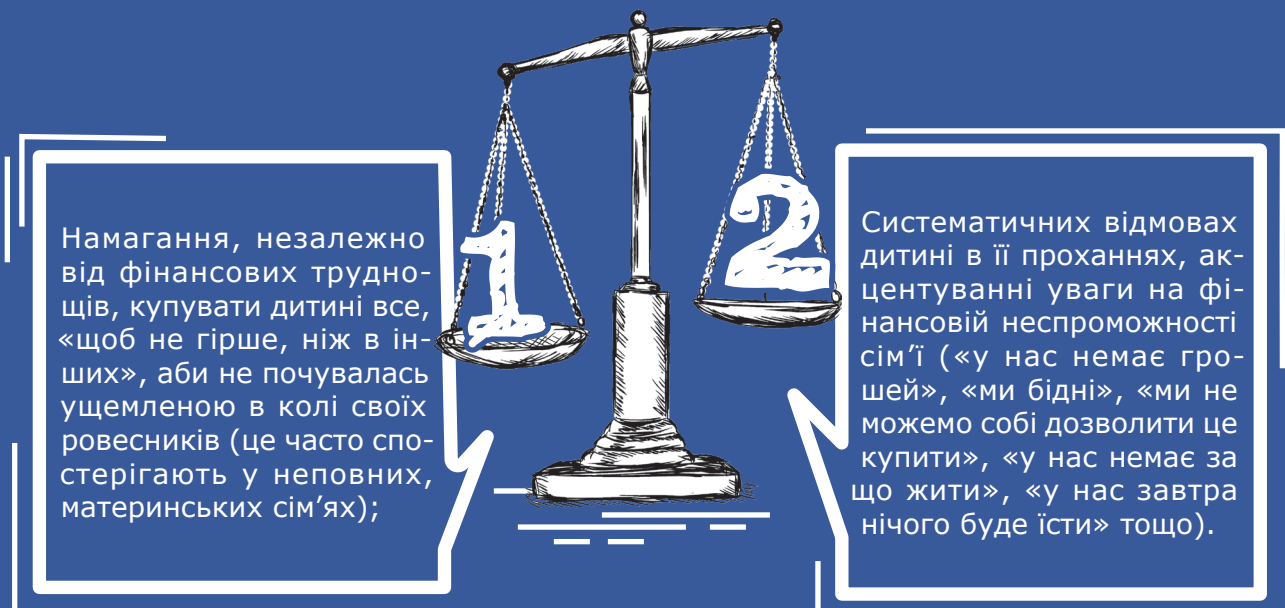 Намагання, незалежно
від фінансових трудно-
щів, купувати дитині все,
«щоб не гірше, ніж в ін-
ших», аби не почувалась
ущемленою в колі своїх
ровесників (це часто спо-
стерігають у неповних,
материнських сім’ях);
1
2
Систематичних відмовах
дитині в її проханнях, ак-
центуванні уваги на фі-
нансовій неспроможності
сім’ї («у нас немає гро-
шей», «ми бідні», «ми не
можемо собі дозволити це
купити», «у нас немає за
що жити», «у нас завтра
нічого буде їсти» тощо).